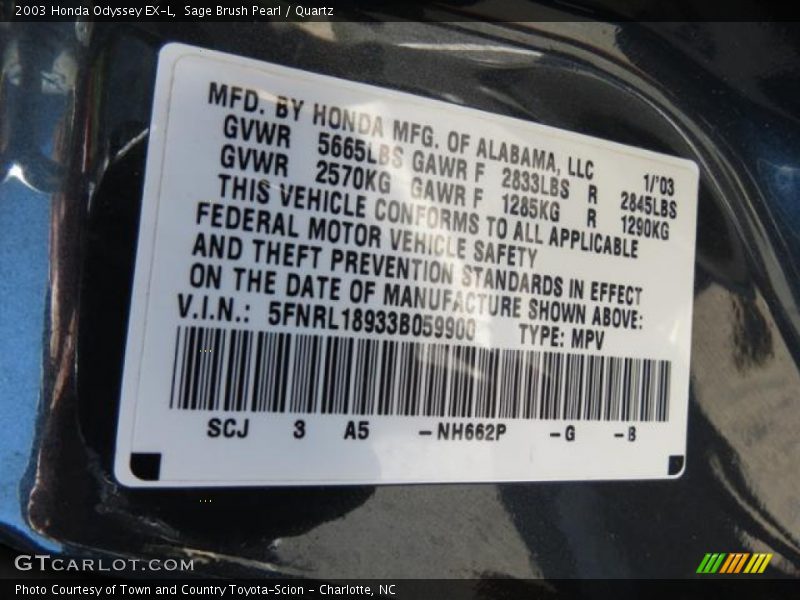 2003 Honda Odyssey EX-L, Sage Brush Pearl / Quartz
MFD. BY HONDA MFG. OF ALABAMA, LLC 1/'03
GVWR 5665LBS GAWR F 2833LBS R 2845LBS
GVWR 2570KG GAWR F 1285KG R 1290KG
THIS VEHICLE CONFORMS TO ALL APPLICABLE
FEDERAL MOTOR VEHICLE SAFETY
AND THEFT PREVENTION STANDARDS IN EFFECT
ON THE DATE OF MANUFACTURE SHOWN ABOVE:
V.I.N.: 5FNRL18933B059900 TYPE: MPV
SCJ 3 A5 -NH662P -G -B
GTCARLOT.COM
Photo Courtesy of Town and Country Toyota-Scion - Charlotte, NC